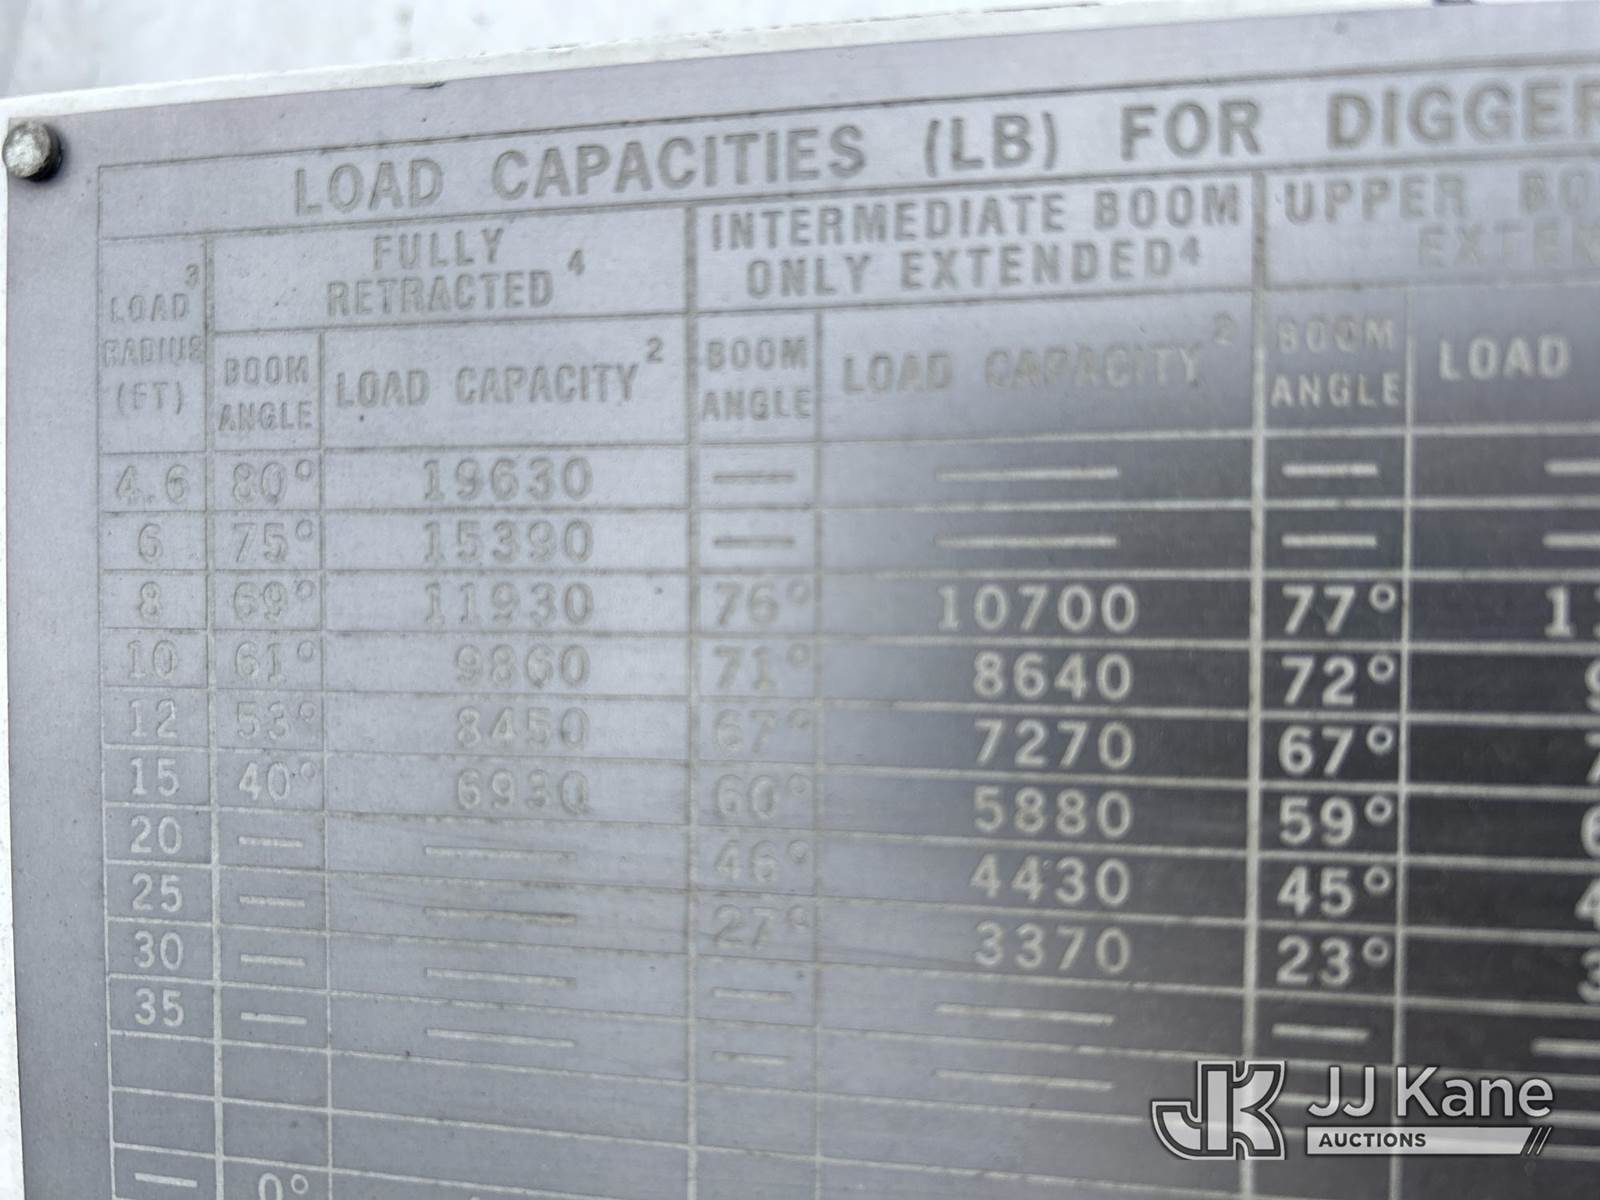 LOAD CAPACITIES (LB) FOR DIGGER
FULLY RETRACTED 4
INTERMEDIATE BOOM ONLY EXTENDED4
UPPER
LOAD 3 RADIUS (FT)
BOOM ANGLE
LOAD CAPACITY 2
BOOM ANGLE
LOAD CAPACITY 2
BOOM ANGLE
LOAD
4.6 80° 19630 — — — —
6 75° 15390 — — — —
8 69° 11930 76° 10700 77°
10 61° 9860 71° 8640 72°
12 53° 8450 67° 7270 67°
15 40° 6930 60° 5880 59°
20 — — 46° 4430 45°
25 — — 27° 3370 23°
30 — — — — — —
35 — — — —
— 0°
JK JJ Kane
AUCTIONS